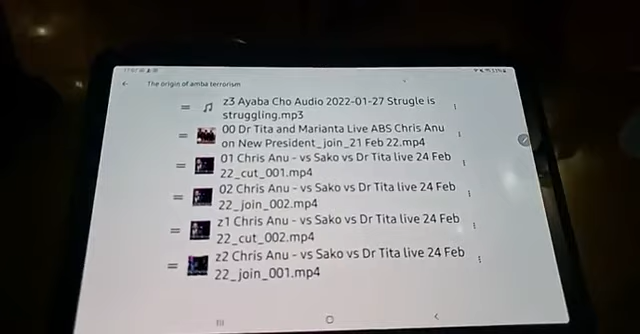 17:07
The origin of amba terrorism
z3 Ayaba Cho Audio 2022-01-27 Strugle is
struggling.mp3
00 Dr Tita and Marianta Live ABS Chris Anu
on New President_join_21 Feb 22.mp4
01 Chris Anu - vs Sako vs Dr Tita live 24 Feb
22_cut_001.mp4
02 Chris Anu - vs Sako vs Dr Tita live 24 Feb
22_join_002.mp4
z1 Chris Anu - vs Sako vs Dr Tita live 24 Feb
22_cut_002.mp4
z2 Chris Anu - vs Sako vs Dr Tita live 24 Feb
22_join_001.mp4